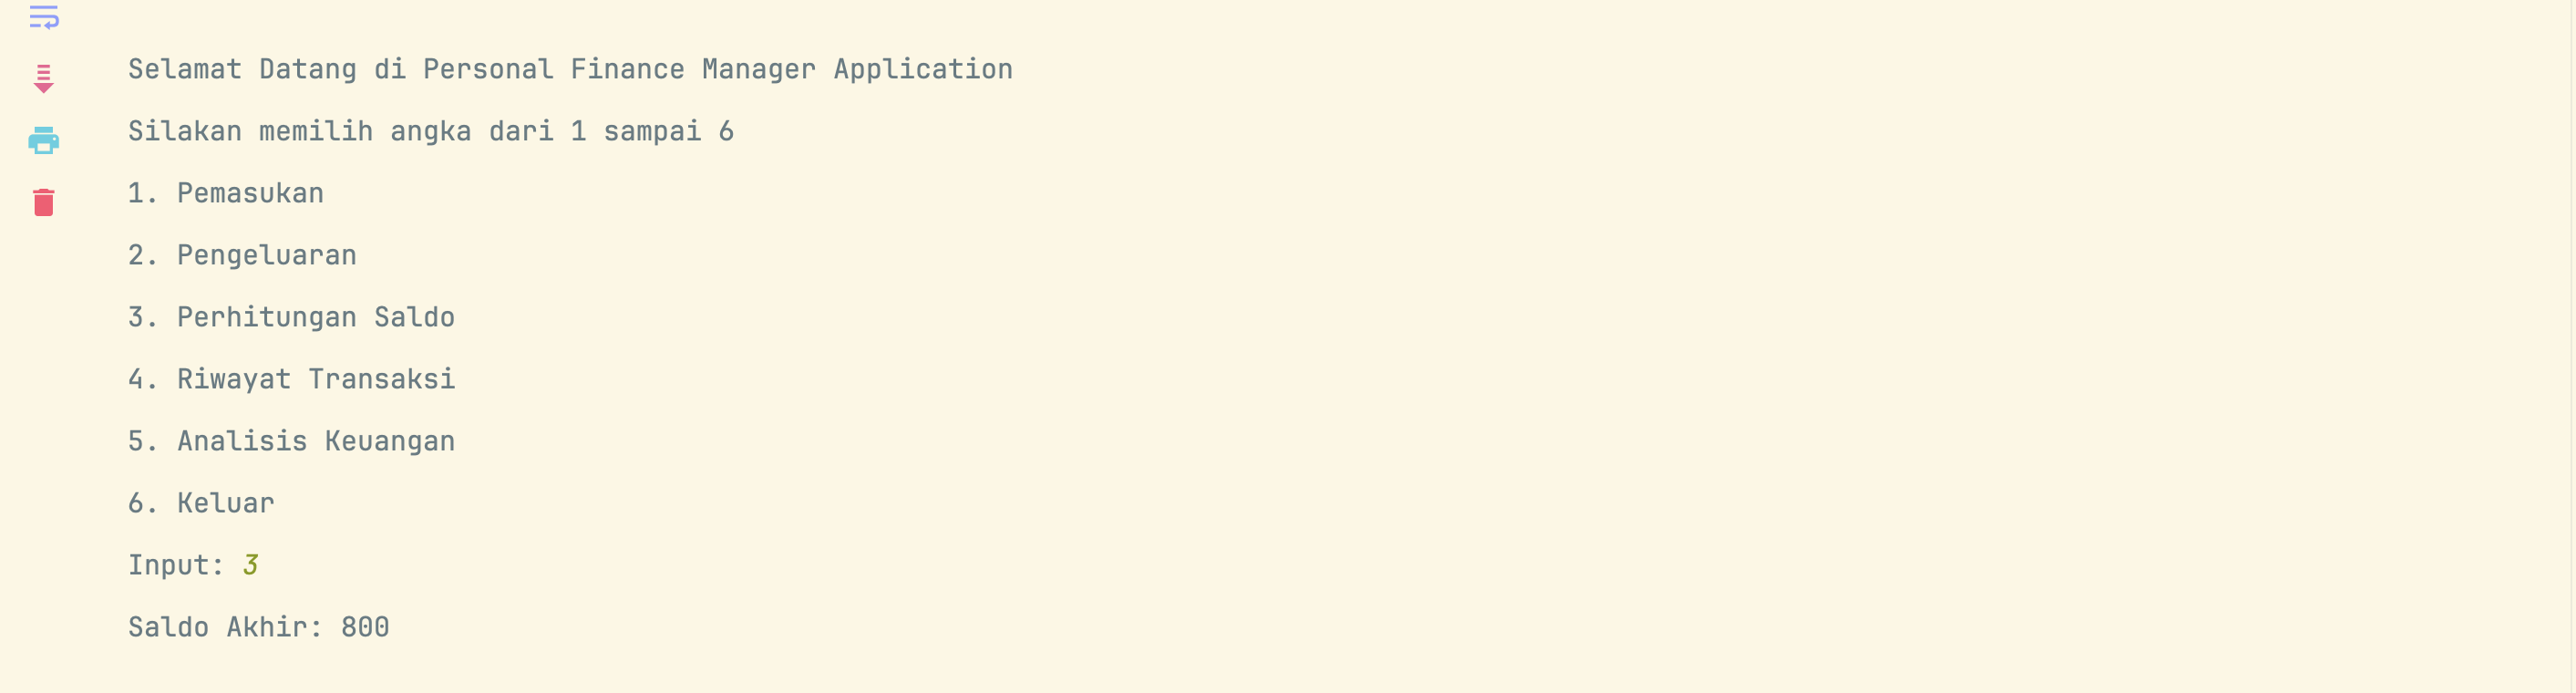 Selamat Datang di Personal Finance Manager Application
Silakan memilih angka dari 1 sampai 6
1. Pemasukan
2. Pengeluaran
3. Perhitungan Saldo
4. Riwayat Transaksi
5. Analisis Keuangan
6. Keluar
Input: 3
Saldo Akhir: 800